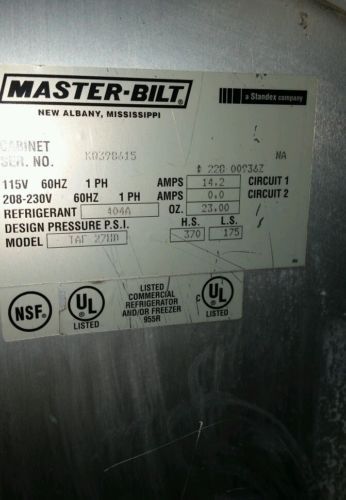 MASTER-BILT®
a Standex company
NEW ALBANY, MISSISSIPPI
CABINET
SER. NO. K0398615 NA
115V 60HZ 1 PH AMPS 14.2 CIRCUIT 1
208-230V 60HZ 1 PH AMPS 0.0 CIRCUIT 2
REFRIGERANT 404A OZ. 23.00
DESIGN PRESSURE P.S.I. H.S. L.S.
MODEL 370 175
NSF®
UL® LISTED
LISTED
COMMERCIAL
REFRIGERATOR
AND/OR FREEZER
955R
C UL® LISTED